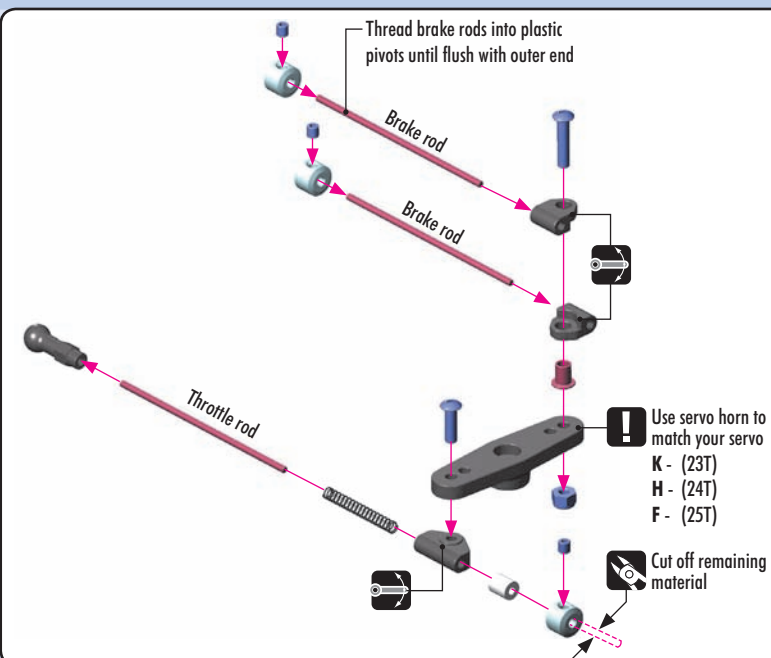 Thread brake rods into plastic
pivots until flush with outer end
Brake rod
Brake rod
Throttle rod
! Use servo horn to
match your servo
K - (23T)
H - (24T)
F - (25T)
Cut off remaining
material